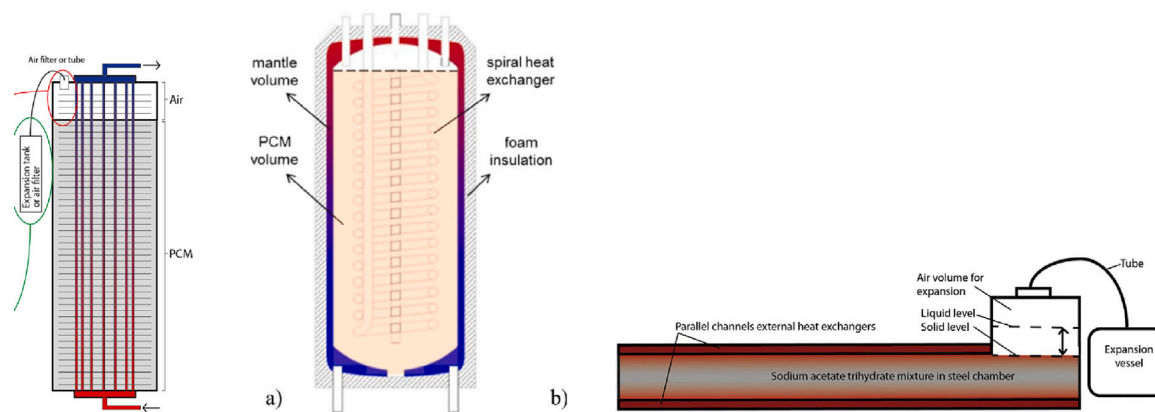 Air filter or tube
Air
Expansion tank
or air filter
PCM
a)
mantle
volume
PCM
volume
spiral heat
exchanger
foam
insulation
b)
Air volume for
expansion
Liquid level
Solid level
Tube
Parallel channels external heat exchangers
Expansion
vessel
Sodium acetate trihydrate mixture in steel chamber